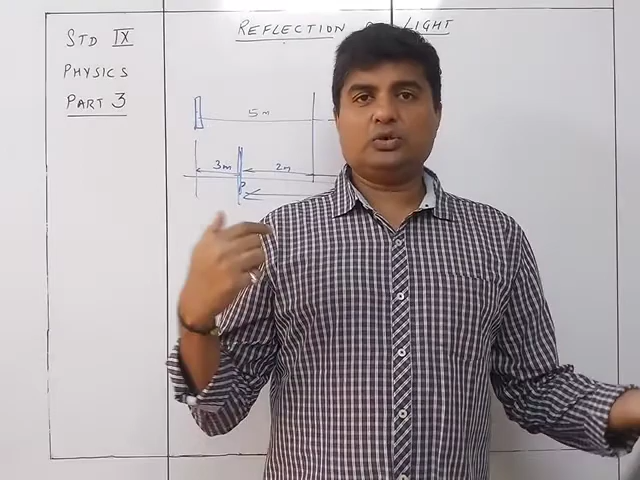 STD IX
PHYSICS
PART 3
REFLECTION LIGHT
5m
3m 2m